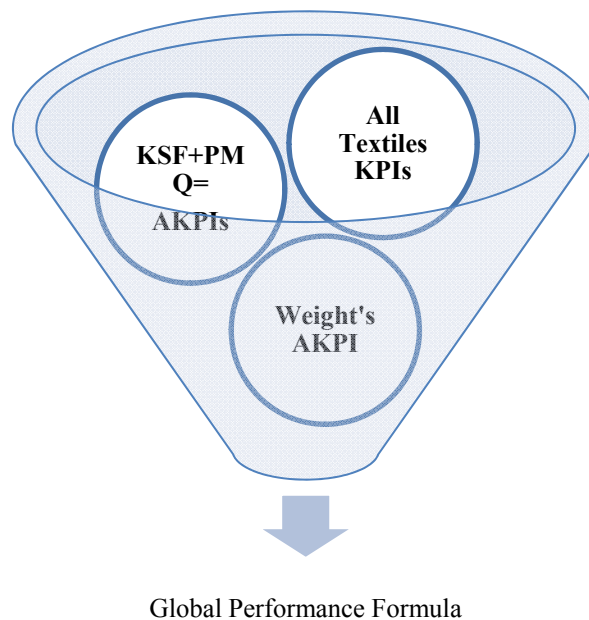 KSF+PM
Q=
AKPIs
All
Textiles
KPIs
Weight's
AKPI
Global Performance Formula